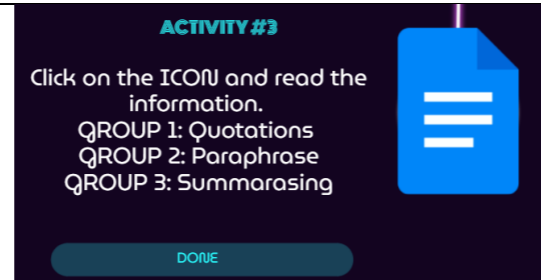 ACTIVITY #3
Click on the ICON and read the
information.
GROUP 1: Quotations
GROUP 2: Paraphrase
GROUP 3: Summarasing
DONE